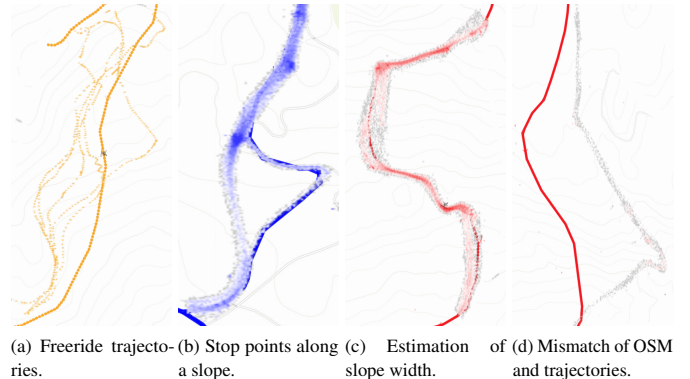 (a) Freeride trajecto-
ries.
(b) Stop points along
a slope.
(c) Estimation of
slope width.
(d) Mismatch of OSM
and trajectories.